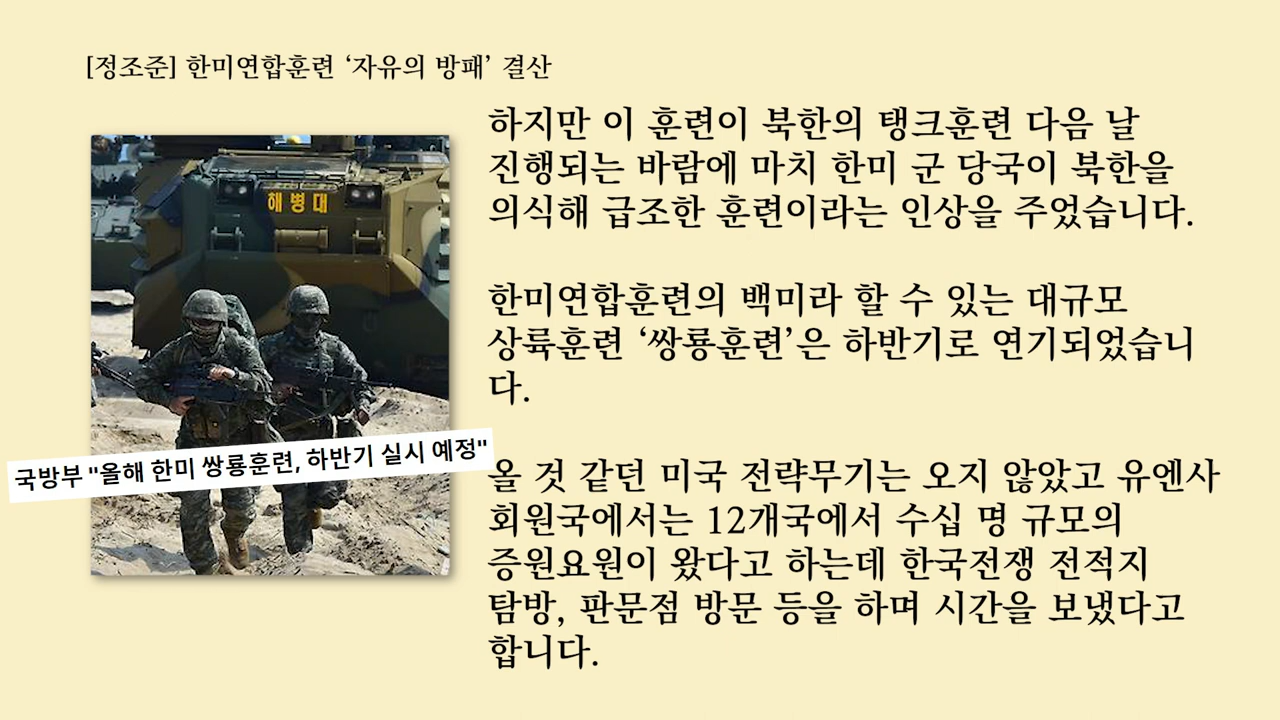 [정조준] 한미연합훈련 ‘자유의 방패’ 결산
해병대
국방부 "올해 한미 쌍룡훈련, 하반기 실시 예정"
하지만 이 훈련이 북한의 탱크훈련 다음 날
진행되는 바람에 마치 한미 군 당국이 북한을
의식해 급조한 훈련이라는 인상을 주었습니다.
한미연합훈련의 백미라 할 수 있는 대규모
상륙훈련 ‘쌍룡훈련’은 하반기로 연기되었습니
다.
올 것 같던 미국 전략무기는 오지 않았고 유엔사
회원국에서는 12개국에서 수십 명 규모의
증원요원이 왔다고 하는데 한국전쟁 전적지
탐방, 판문점 방문 등을 하며 시간을 보냈다고
합니다.